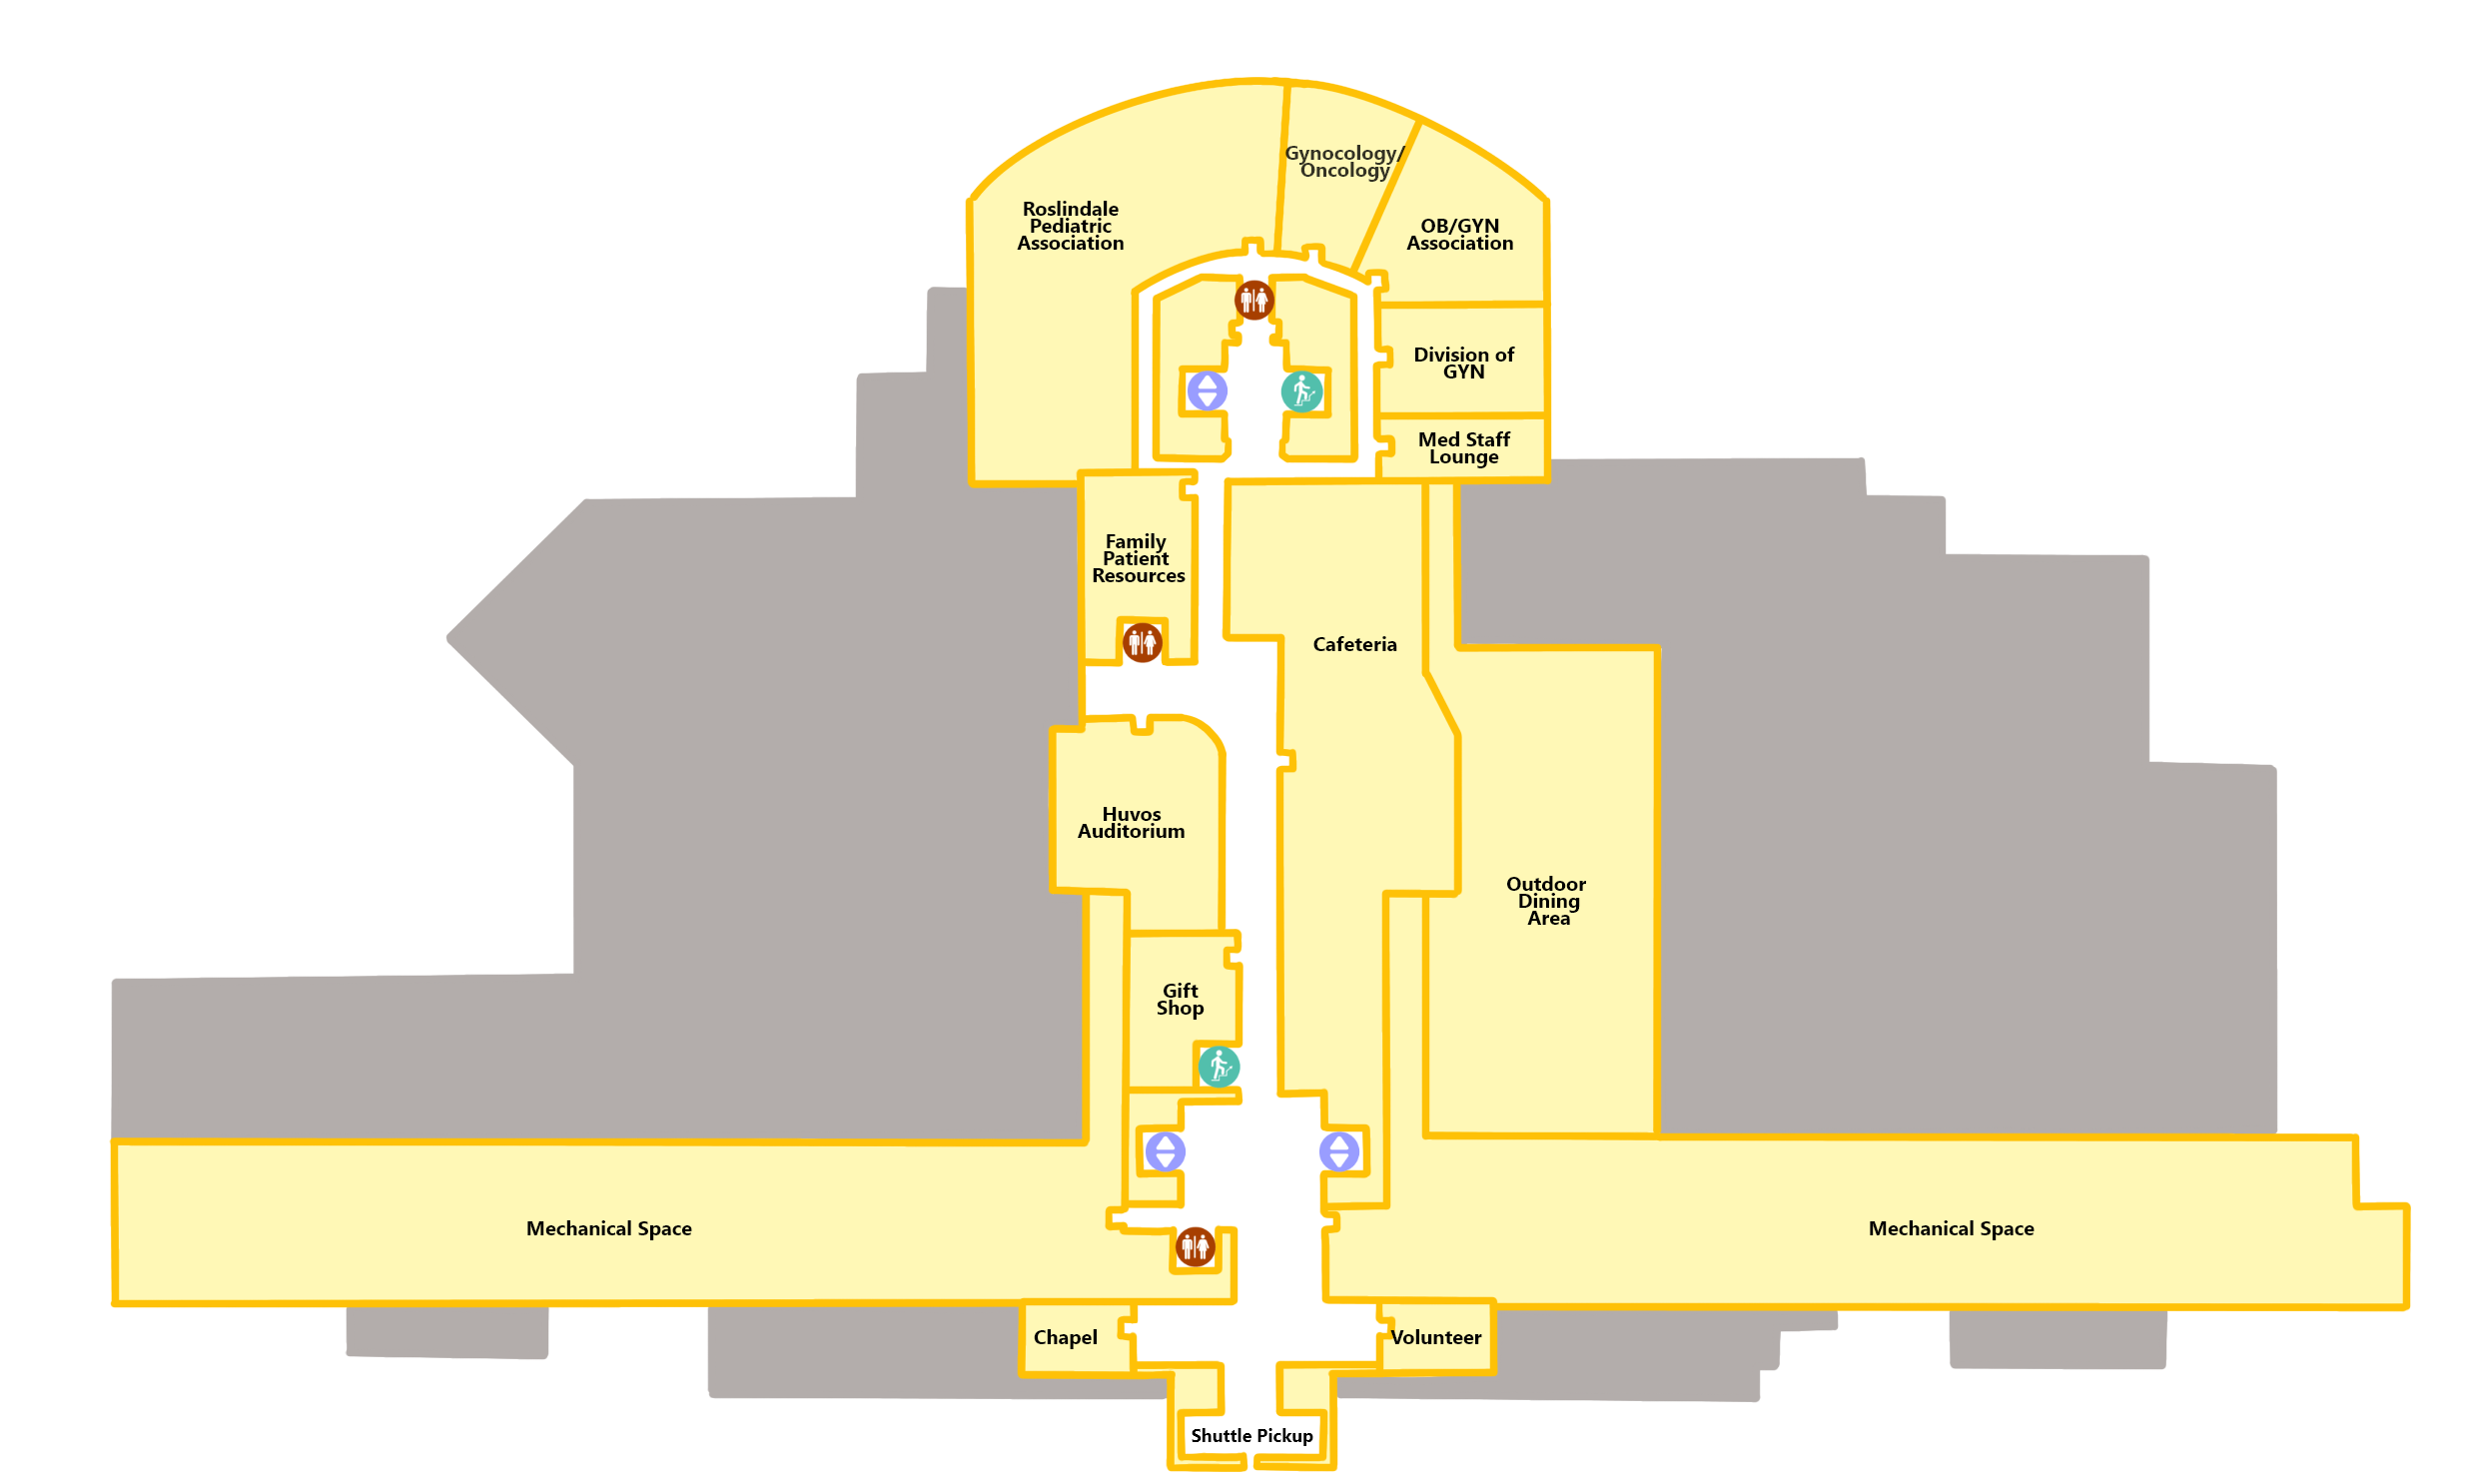 Gynocology/
Oncology
Roslindale
Pediatric
Association
OB/GYN
Association
Division of
GYN
Med Staff
Lounge
Family
Patient
Resources
Cafeteria
Huvos
Auditorium
Outdoor
Dining
Area
Gift
Shop
Mechanical Space
Mechanical Space
Chapel
Volunteer
Shuttle Pickup